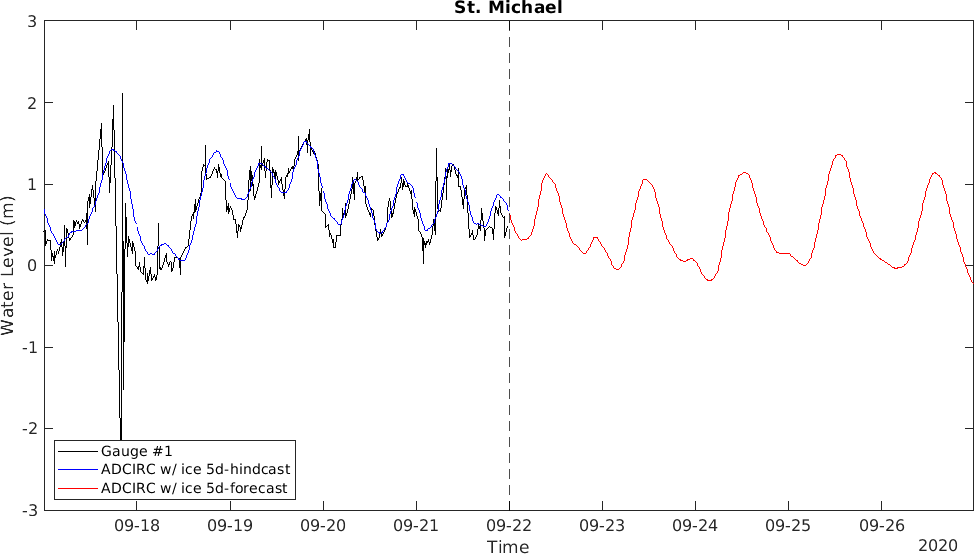 St. Michael
3
2
1
0
-1
-2
-3
Water Level (m)
Gauge #1
ADCIRC w/ ice 5d-hindcast
ADCIRC w/ ice 5d-forecast
09-18 09-19 09-20 09-21 09-22 09-23 09-24 09-25 09-26
Time
2020